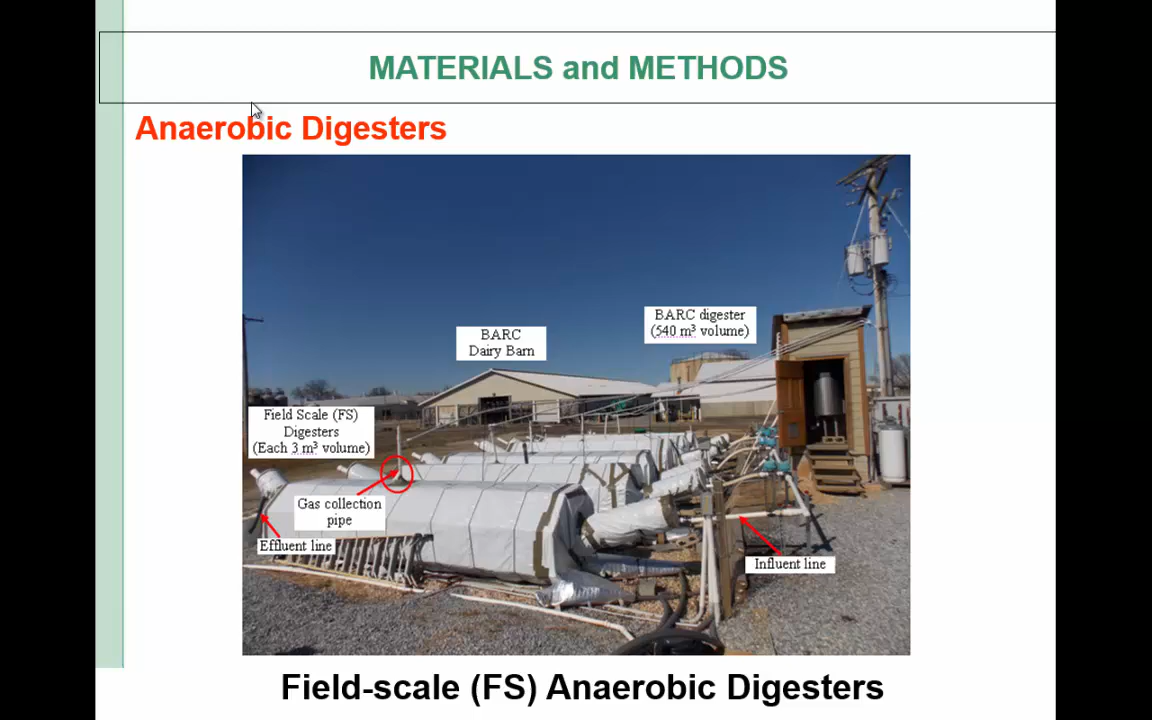 MATERIALS and METHODS
Anaerobic Digesters
BARC digester
(540 m³ volume)
BARC
Dairy Barn
Field Scale (FS)
Digesters
(Each 3 m³ volume)
Gas collection
pipe
Effluent line
Influent line
Field-scale (FS) Anaerobic Digesters